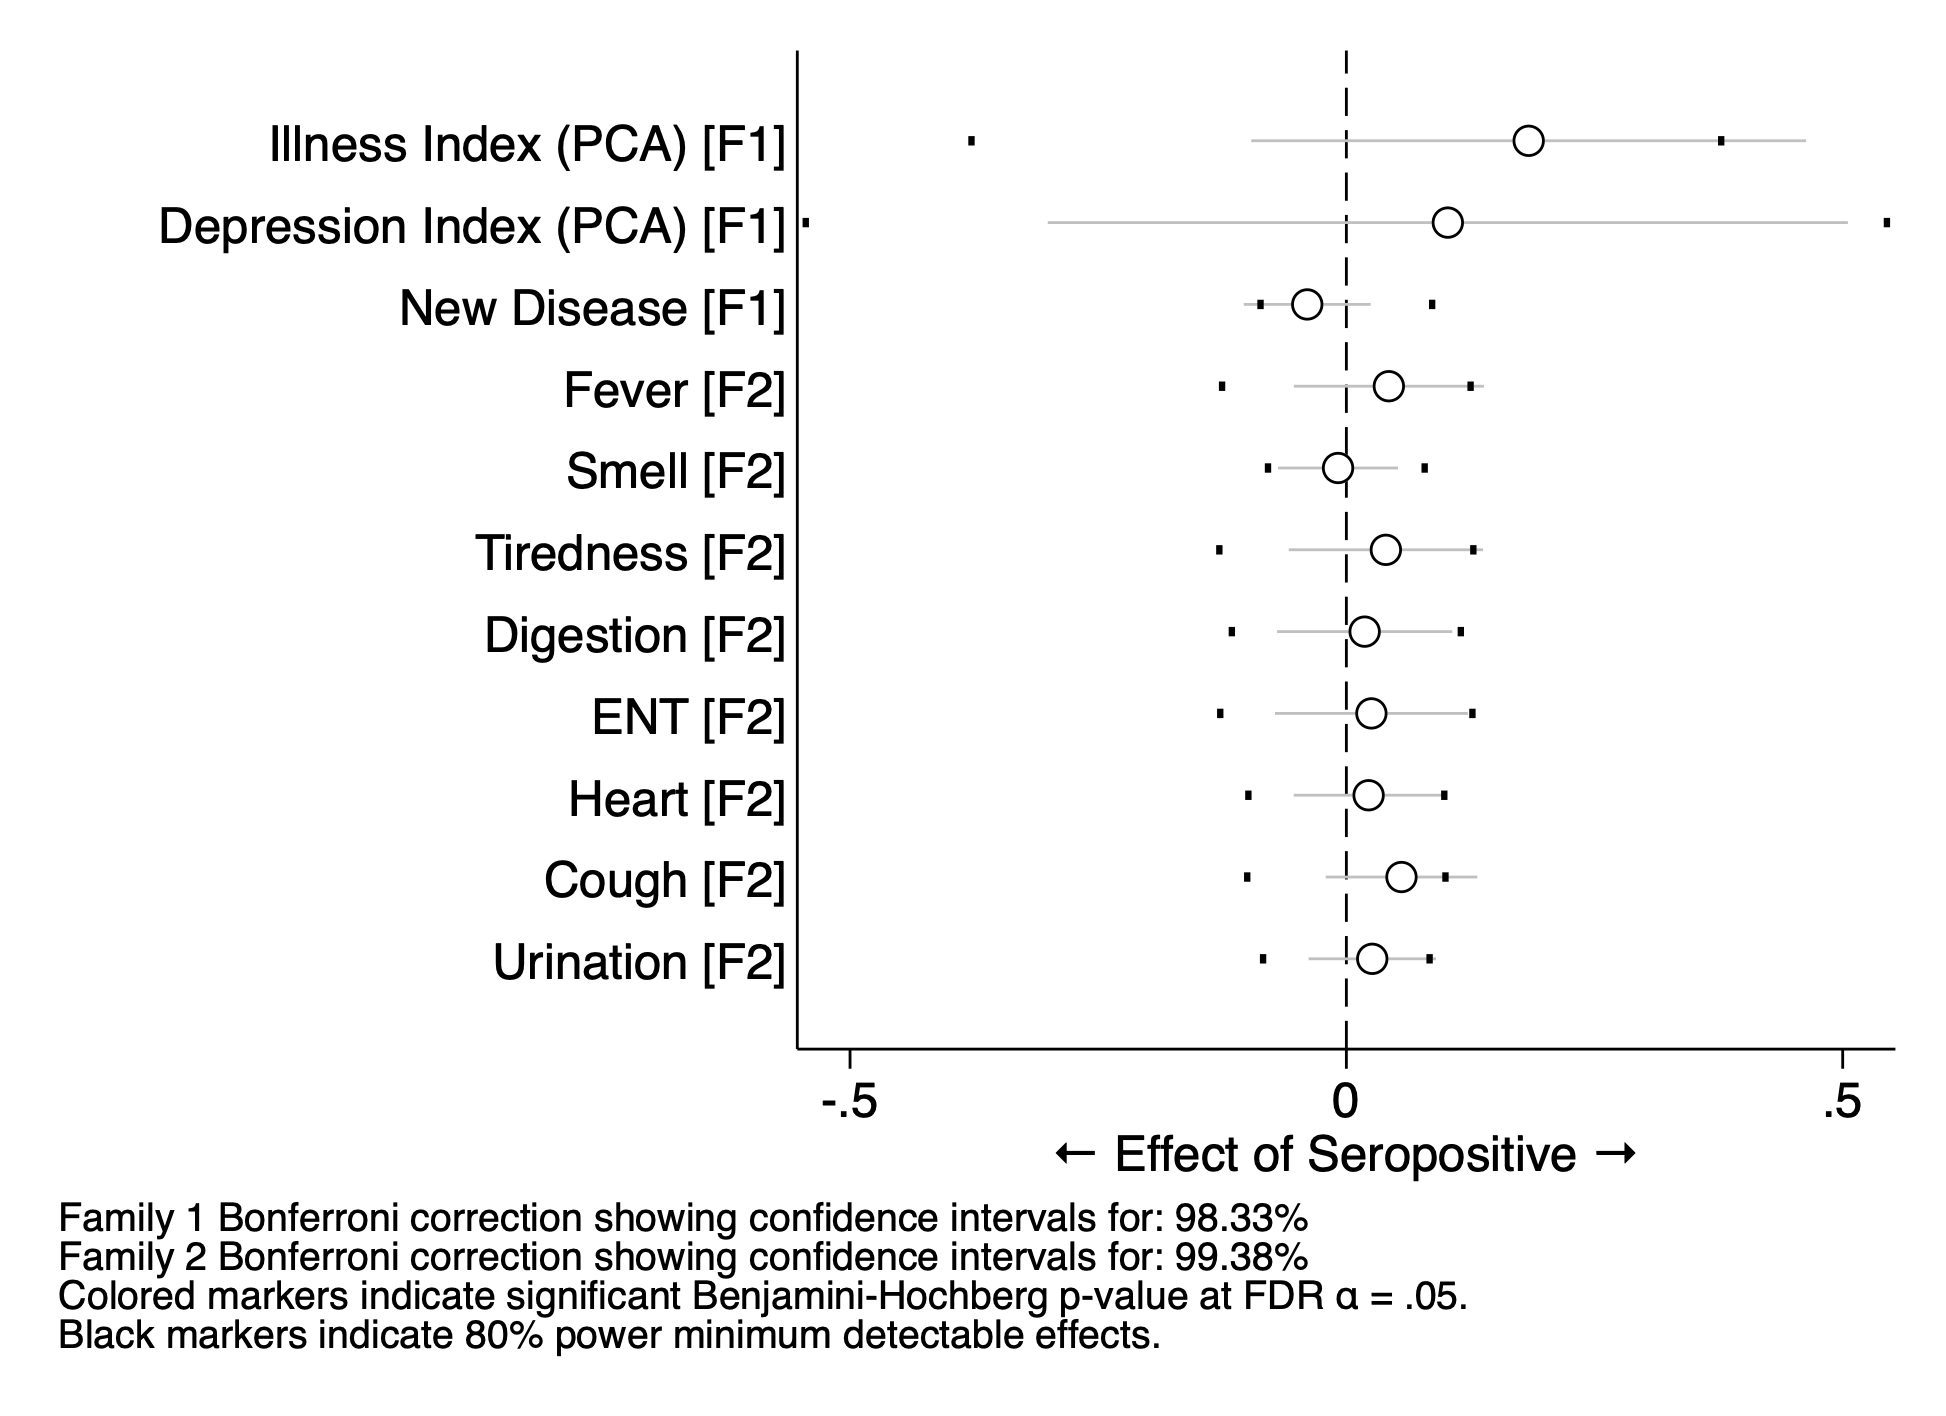 Illness Index (PCA) [F1]
Depression Index (PCA) [F1]
New Disease [F1]
Fever [F2]
Smell [F2]
Tiredness [F2]
Digestion [F2]
ENT [F2]
Heart [F2]
Cough [F2]
Urination [F2]
-.5 0 .5
← Effect of Seropositive →
Family 1 Bonferroni correction showing confidence intervals for: 98.33%
Family 2 Bonferroni correction showing confidence intervals for: 99.38%
Colored markers indicate significant Benjamini-Hochberg p-value at FDR α = .05.
Black markers indicate 80% power minimum detectable effects.